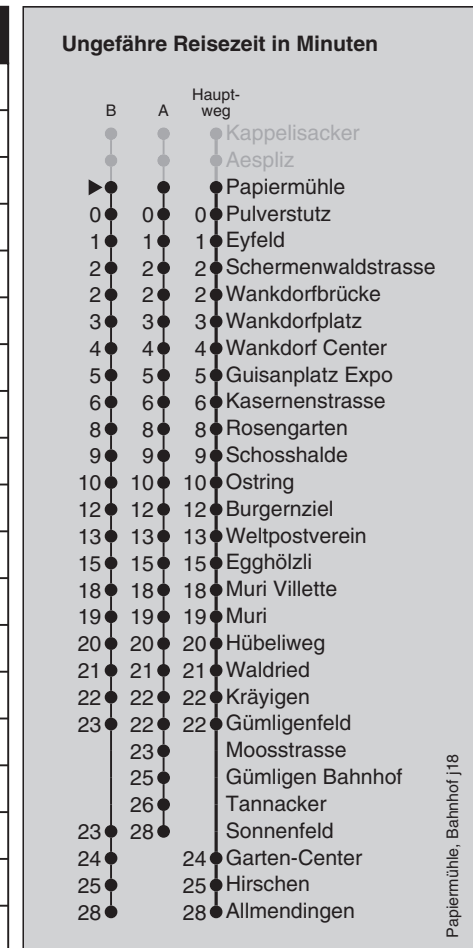 Ungefähre Reisezeit in Minuten
B A Haupt-
weg
Kappelisacker
Aespliz
Papiermühle
0 0 0 Pulverstutz
1 1 1 Eyfeld
2 2 2 Schermenwaldstrasse
2 2 2 Wankdorfbrücke
3 3 3 Wankdorfplatz
4 4 4 Wankdorf Center
5 5 5 Guisanplatz Expo
6 6 6 Kasernenstrasse
8 8 8 Rosengarten
9 9 9 Schosshalde
10 10 10 Ostring
12 12 12 Burgernziel
13 13 13 Weltpostverein
15 15 15 Egghölzli
18 18 18 Muri Villette
19 19 19 Muri
20 20 20 Hübeliweg
21 21 21 Waldried
22 22 22 Kräyigen
23 22 22 Gümligenfeld
23 Moosstrasse
25 Gümligen Bahnhof
26 Tannacker
23 28 Sonnenfeld
24 24 Garten-Center
25 25 Hirschen
28 28 Allmendingen
Papiermühle, Bahnhof j18